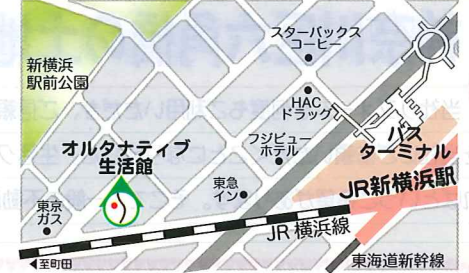 スターバックス
コーヒー
新横浜
駅前公園
HAC
ドラッグ
フジビュー
ホテル
バス
ターミナル
オルタナティブ
生活館
東急
イン
JR新横浜駅
東京
ガス
JR 横浜線
◀至町田
東海道新幹線